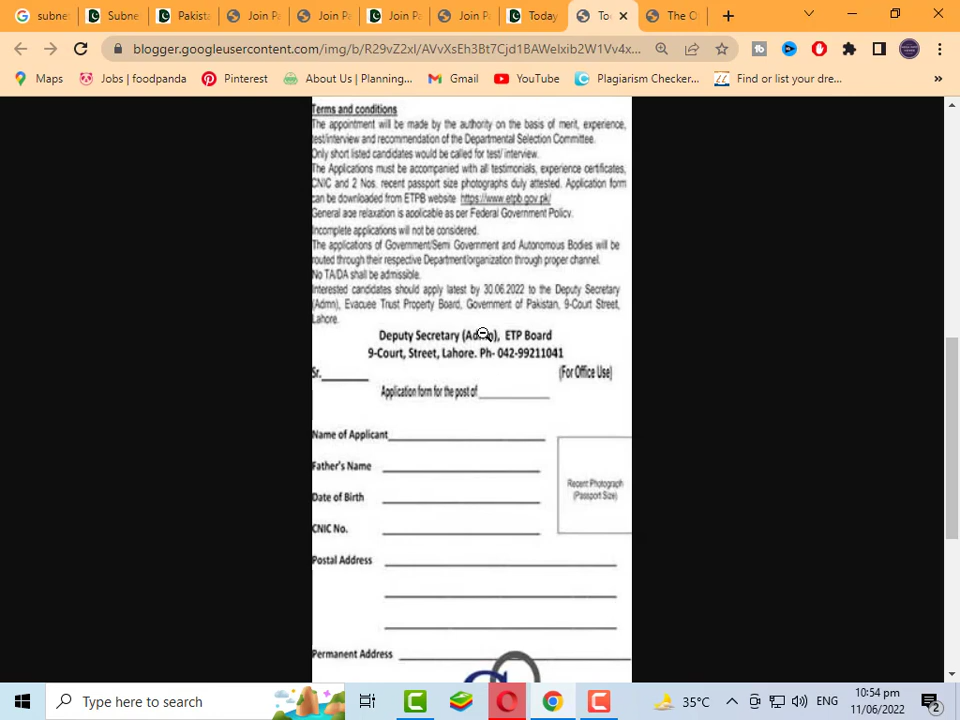 subne
Subne
Pakist
Join P
Join P
Join P
Join P
Today
To
The O
blogger.googleusercontent.com/img/b/R29vZ2xl/AVvXsEh3Bt7Cjd1BAWelxib2W1Vv4x...
Maps
Jobs | foodpanda
Pinterest
About Us | Planning...
Gmail
YouTube
Plagiarism Checker...
Find or list your dre...
»
Terms and conditions
The appointment will be made by the authority on the basis of merit, experience,
test/interview and recommendation of the Departmental Selection Committee.
Only short listed candidates would be called for test/ interview.
The Applications must be accompanied with all testimonials, experience certificates,
CNIC and 2 Nos. recent passport size photographs duly attested. Application form
can be downloaded from ETPB website https://www.etpb.gov.pk/
General age relaxation is applicable as per Federal Government Policy.
Incomplete applications will not be considered.
The applications of Government/Semi Government and Autonomous Bodies will be
routed through their respective Department/organization through proper channel.
No TA/DA shall be admissible.
Interested candidates should apply latest by 30.06.2022 to the Deputy Secretary
(Admn), Evacuee Trust Property Board, Government of Pakistan, 9-Court Street,
Lahore.
Deputy Secretary (Admn), ETP Board
9-Court, Street, Lahore. Ph- 042-99211041
Sr.________ (For Office Use)
Application form for the post of ____________
Name of Applicant
Father's Name
Date of Birth
CNIC No.
Recent Photograph
(Passport Size)
Postal Address
Permanent Address
Type here to search
35°C
ENG
10:54 pm
11/06/2022
2